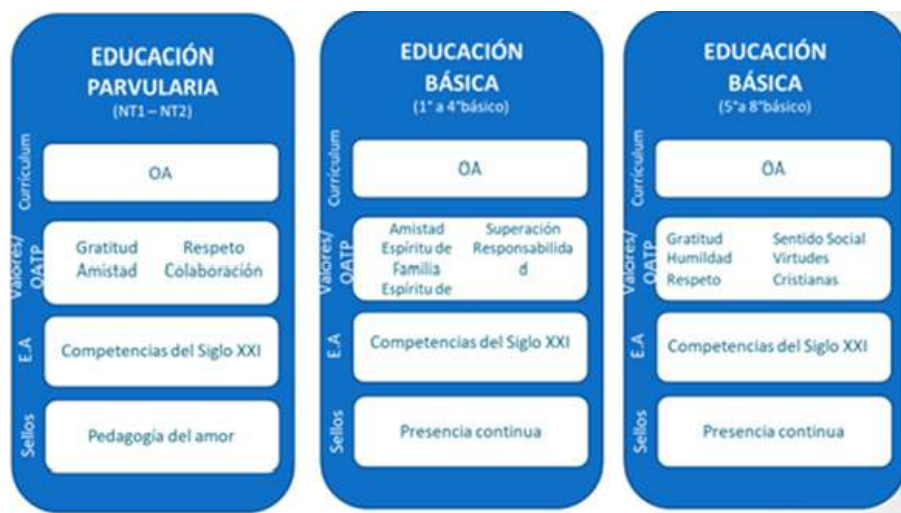 EDUCACIÓN
PARVULARIA
(NT1 – NT2)
Currículum
OA
Valores/
OATP
Gratitud Respeto
Amistad Colaboración
E.A
Competencias del Siglo XXI
Sellos
Pedagogía del amor
EDUCACIÓN
BÁSICA
(1° a 4°básico)
Currículum
OA
Valores/
OATP
Amistad Superación
Espíritu de Responsabilida
Familia d
Espíritu de
E.A
Competencias del Siglo XXI
Sellos
Presencia continua
EDUCACIÓN
BÁSICA
(5°a 8°básico)
Currículum
OA
Valores/
OATP
Gratitud Sentido Social
Humildad Virtudes
Respeto Cristianas
E.A
Competencias del Siglo XXI
Sellos
Presencia continua